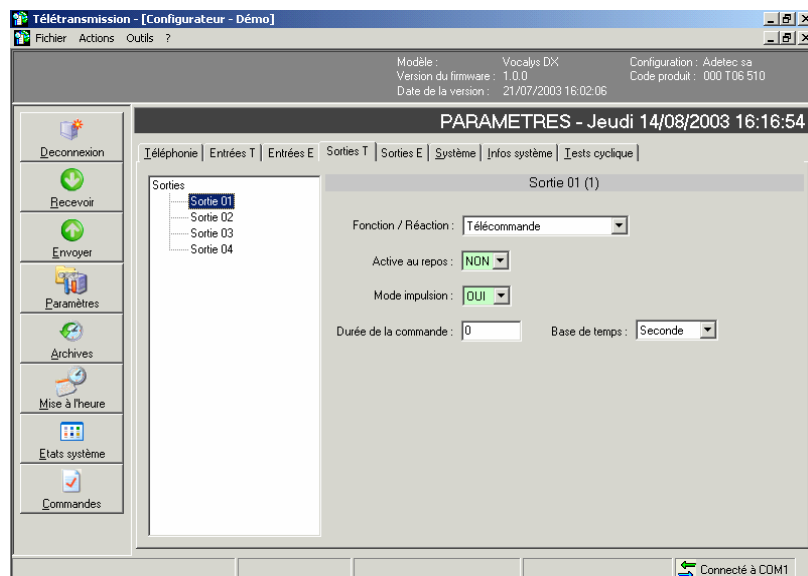 Télétransmission - [Configurateur - Démo]
Fichier Actions Outils ?
Modèle : Vocalys DX Configuration : Adetec sa
Version du firmware : 1.0.0 Code produit : 000 T06 510
Date de la version : 21/07/2003 16:02:06
PARAMETRES - Jeudi 14/08/2003 16:16:54
Deconnexion
Recevoir
Envoyer
Paramètres
Archives
Mise à l'heure
Etats système
Commandes
Téléphonie Entrées T Entrées E Sorties T Sorties E Système Infos système Tests cyclique
Sorties
Sortie 01
Sortie 02
Sortie 03
Sortie 04
Sortie 01 (1)
Fonction / Réaction : Télécommande
Active au repos : NON
Mode impulsion : OUI
Durée de la commande : 0 Base de temps : Seconde
Connecté à COM1